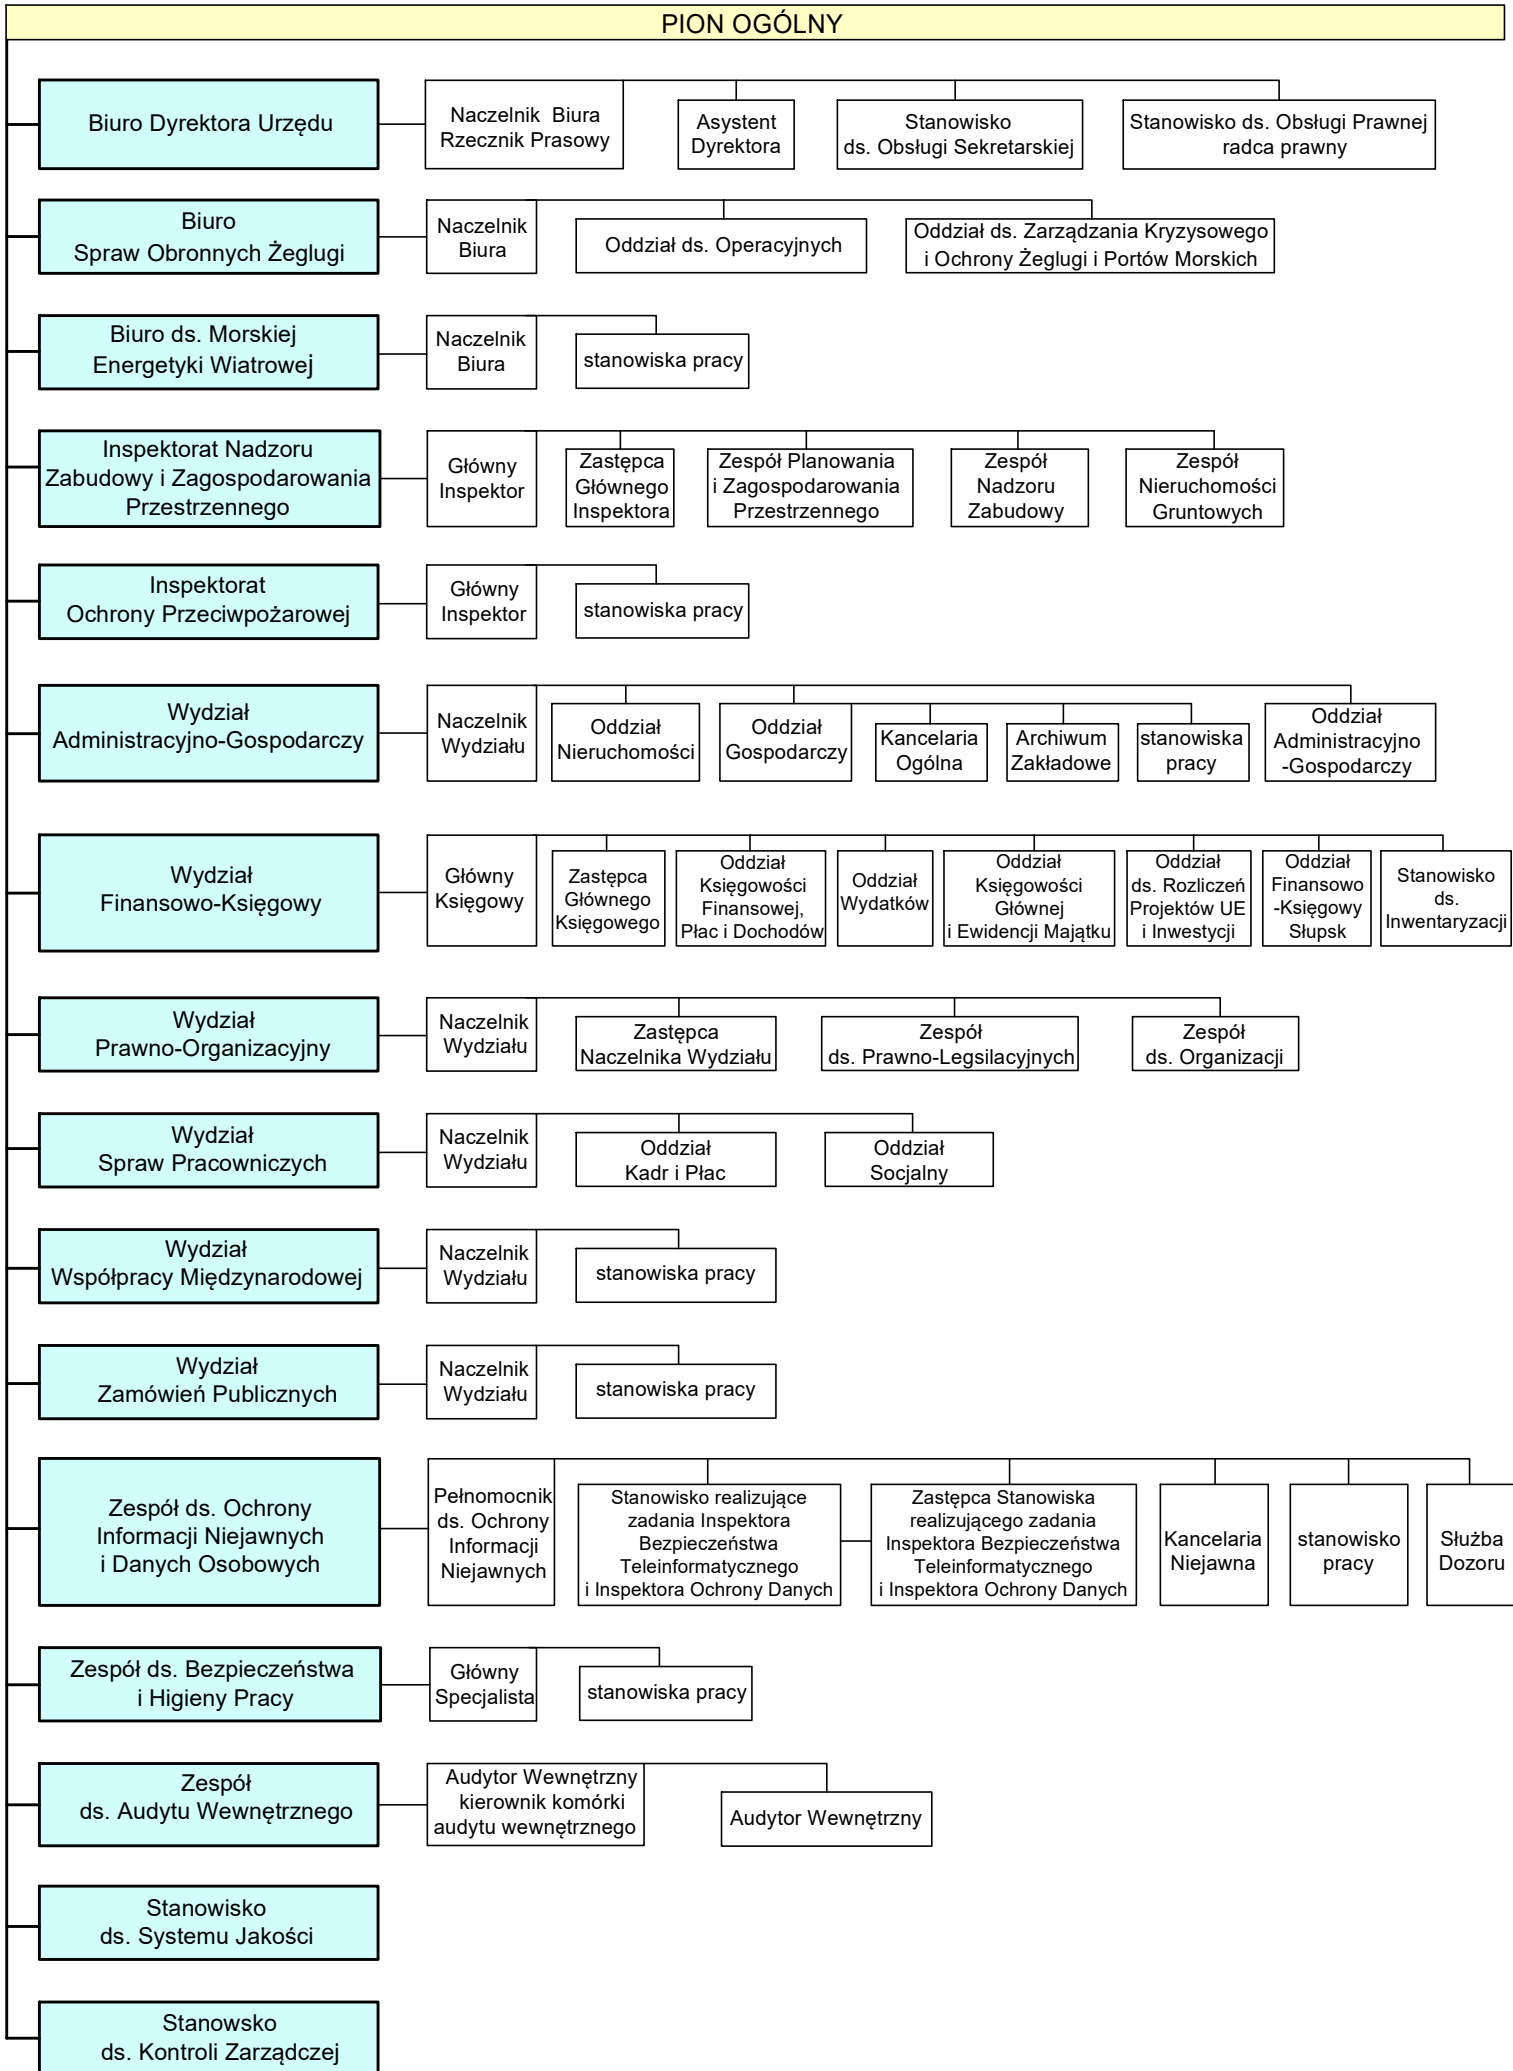 PION OGÓLNY
Biuro Dyrektora Urzędu
Naczelnik Biura
Rzecznik Prasowy
Asystent
Dyrektora
Stanowisko
ds. Obsługi Sekretarskiej
Stanowisko ds. Obsługi Prawnej
radca prawny
Biuro
Spraw Obronnych Żeglugi
Naczelnik
Biura
Oddział ds. Operacyjnych
Oddział ds. Zarządzania Kryzysowego
i Ochrony Żeglugi i Portów Morskich
Biuro ds. Morskiej
Energetyki Wiatrowej
Naczelnik
Biura
stanowiska pracy
Inspektorat Nadzoru
Zabudowy i Zagospodarowania
Przestrzennego
Główny
Inspektor
Zastępca
Głównego
Inspektora
Zespół Planowania
i Zagospodarowania
Przestrzennego
Zespół
Nadzoru
Zabudowy
Zespół
Nieruchomości
Gruntowych
Inspektorat
Ochrony Przeciwpożarowej
Główny
Inspektor
stanowiska pracy
Wydział
Administracyjno-Gospodarczy
Naczelnik
Wydziału
Oddział
Nieruchomości
Oddział
Gospodarczy
Kancelaria
Ogólna
Archiwum
Zakładowe
stanowiska
pracy
Oddział
Administracyjno
-Gospodarczy
Wydział
Finansowo-Księgowy
Główny
Księgowy
Zastępca
Głównego
Księgowego
Oddział
Księgowości
Finansowej,
Płac i Dochodów
Oddział
Wydatków
Oddział
Księgowości
Głównej
i Ewidencji Majątku
Oddział
ds. Rozliczeń
Projektów UE
i Inwestycji
Oddział
Finansowo
-Księgowy
Słupsk
Stanowisko
ds.
Inwentaryzacji
Wydział
Prawno-Organizacyjny
Naczelnik
Wydziału
Zastępca
Naczelnika Wydziału
Zespół
ds. Prawno-Legsilacyjnych
Zespół
ds. Organizacji
Wydział
Spraw Pracowniczych
Naczelnik
Wydziału
Oddział
Kadr i Płac
Oddział
Socjalny
Wydział
Współpracy Międzynarodowej
Naczelnik
Wydziału
stanowiska pracy
Wydział
Zamówień Publicznych
Naczelnik
Wydziału
stanowiska pracy
Zespół ds. Ochrony
Informacji Niejawnych
i Danych Osobowych
Pełnomocnik
ds. Ochrony
Informacji
Niejawnych
Stanowisko realizujące
zadania Inspektora
Bezpieczeństwa
Teleinformatycznego
i Inspektora Ochrony Danych
Zastępca Stanowiska
realizującego zadania
Inspektora Bezpieczeństwa
Teleinformatycznego
i Inspektora Ochrony Danych
Kancelaria
Niejawna
stanowisko
pracy
Służba
Dozoru
Zespół ds. Bezpieczeństwa
i Higieny Pracy
Główny
Specjalista
stanowiska pracy
Zespół
ds. Audytu Wewnętrznego
Audytor Wewnętrzny
kierownik komórki
audytu wewnętrznego
Audytor Wewnętrzny
Stanowisko
ds. Systemu Jakości
Stanowsko
ds. Kontroli Zarządczej